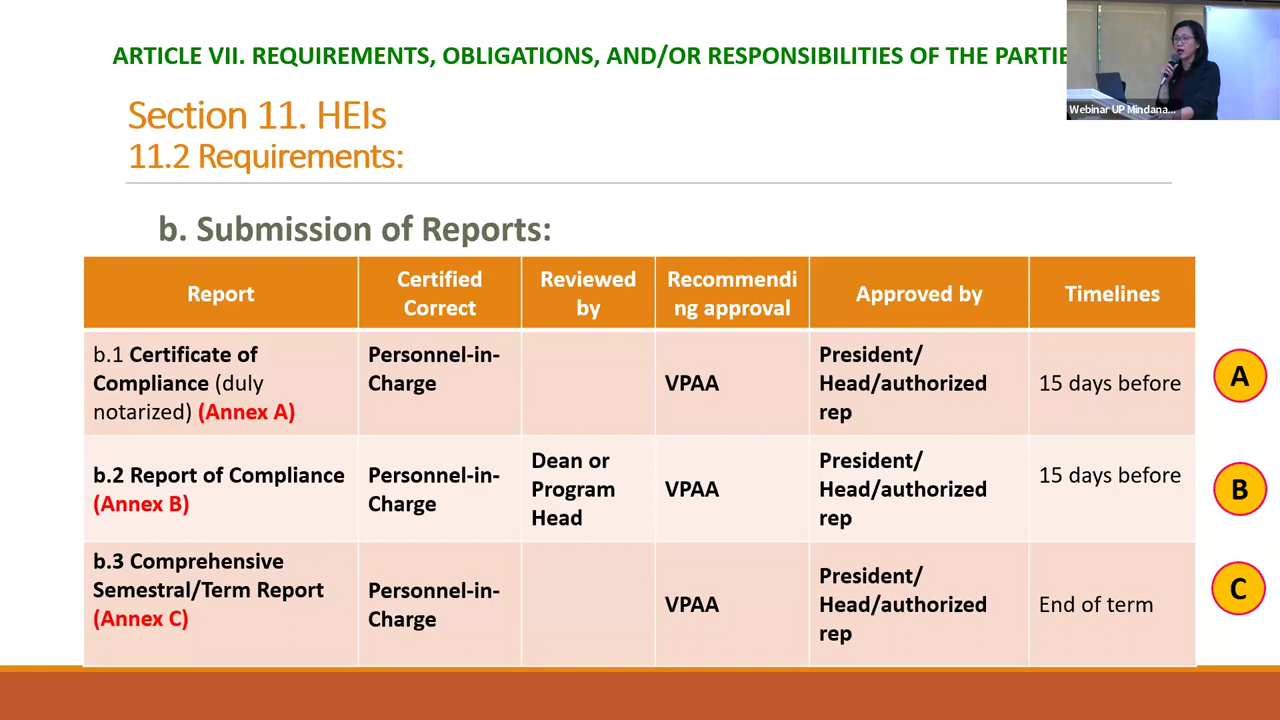 ARTICLE VII. REQUIREMENTS, OBLIGATIONS, AND/OR RESPONSIBILITIES OF THE PARTIE
Webinar UP Mindana...
Section 11. HEIs
11.2 Requirements:
b. Submission of Reports:
Report
Certified
Correct
Reviewed
by
Recommendi
ng approval
Approved by
Timelines
b.1 Certificate of
Compliance (duly
notarized) (Annex A)
Personnel-in-
Charge
VPAA
President/
Head/authorized
rep
15 days before
A
b.2 Report of Compliance
(Annex B)
Personnel-in-
Charge
Dean or
Program
Head
VPAA
President/
Head/authorized
rep
15 days before
B
b.3 Comprehensive
Semestral/Term Report
(Annex C)
Personnel-in-
Charge
VPAA
President/
Head/authorized
rep
End of term
C